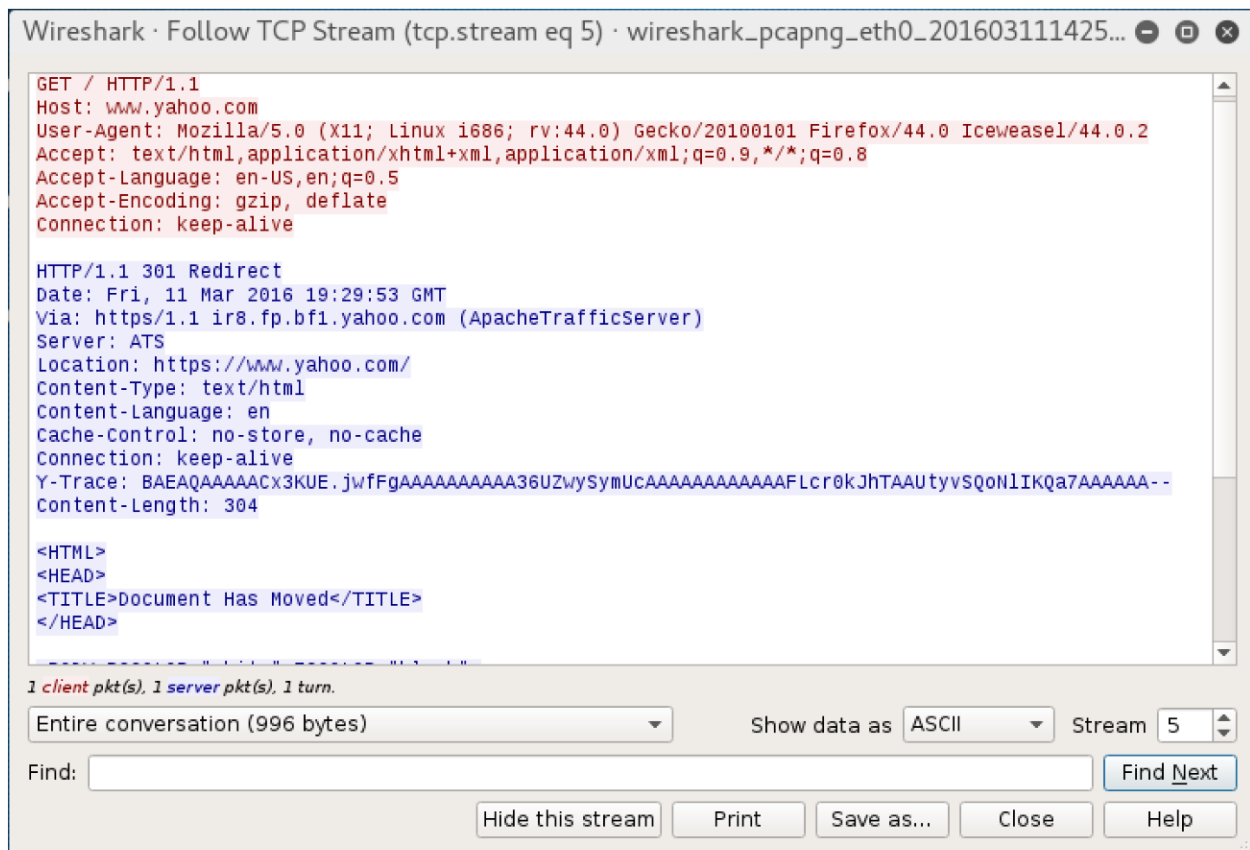 Wireshark · Follow TCP Stream (tcp.stream eq 5) · wireshark_pcapng_eth0_201603111425...
GET / HTTP/1.1
Host: www.yahoo.com
User-Agent: Mozilla/5.0 (X11; Linux i686; rv:44.0) Gecko/20100101 Firefox/44.0 Iceweasel/44.0.2
Accept: text/html,application/xhtml+xml,application/xml;q=0.9,*/*;q=0.8
Accept-Language: en-US,en;q=0.5
Accept-Encoding: gzip, deflate
Connection: keep-alive
HTTP/1.1 301 Redirect
Date: Fri, 11 Mar 2016 19:29:53 GMT
Via: https/1.1 ir8.fp.bf1.yahoo.com (ApacheTrafficServer)
Server: ATS
Location: https://www.yahoo.com/
Content-Type: text/html
Content-Language: en
Cache-Control: no-store, no-cache
Connection: keep-alive
Y-Trace: BAEAQAAAAACx3KUE.jwfFgAAAAAAAAAA36UZwySymUcAAAAAAAAAAAAFLcr0kJhTAAUtyvSQoNlIKQa7AAAAAA--
Content-Length: 304
<HTML>
<HEAD>
<TITLE>Document Has Moved</TITLE>
</HEAD>
1 client pkt(s), 1 server pkt(s), 1 turn.
Entire conversation (996 bytes)
Show data as ASCII Stream 5
Find: Find Next
Hide this stream Print Save as... Close Help